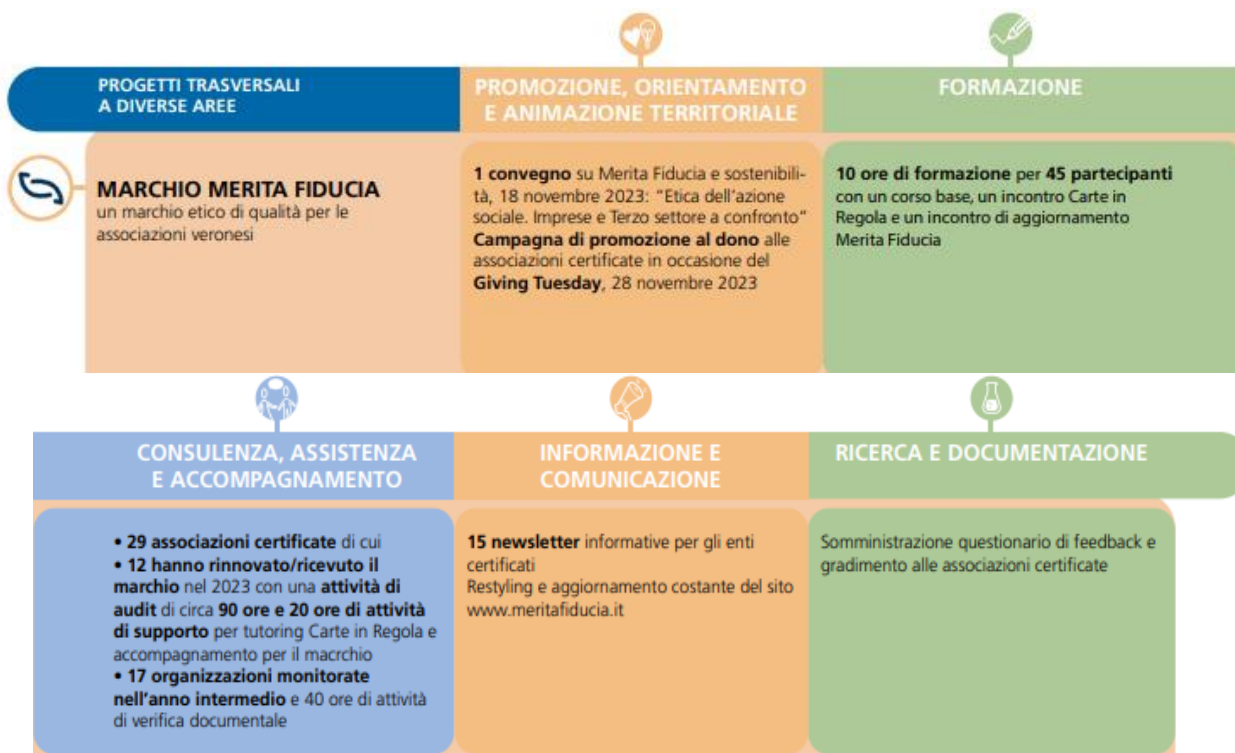 PROGETTI TRASVERSALI
A DIVERSE AREE
PROMOZIONE, ORIENTAMENTO
E ANIMAZIONE TERRITORIALE
FORMAZIONE
MARCHIO MERITA FIDUCIA
un marchio etico di qualità per le
associazioni veronesi
1 convegno su Merita Fiducia e sostenibili-
tà, 18 novembre 2023: “Etica dell’azione
sociale. Imprese e Terzo settore a confronto”
Campagna di promozione al dono alle
associazioni certificate in occasione del
Giving Tuesday, 28 novembre 2023
10 ore di formazione per 45 partecipanti
con un corso base, un incontro Carte in
Regola e un incontro di aggiornamento
Merita Fiducia
CONSULENZA, ASSISTENZA
E ACCOMPAGNAMENTO
INFORMAZIONE E
COMUNICAZIONE
RICERCA E DOCUMENTAZIONE
• 29 associazioni certificate di cui
• 12 hanno rinnovato/ricevuto il
marchio nel 2023 con una attività di
audit di circa 90 ore e 20 ore di attività
di supporto per tutoring Carte in Regola e
accompagnamento per il macrchio
• 17 organizzazioni monitorate
nell’anno intermedio e 40 ore di attività
di verifica documentale
15 newsletter informative per gli enti
certificati
Restyling e aggiornamento costante del sito
www.meritafiducia.it
Somministrazione questionario di feedback e
gradimento alle associazioni certificate